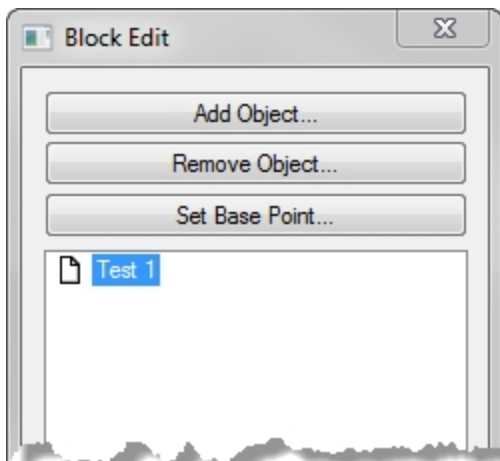 Block Edit
Add Object...
Remove Object...
Set Base Point...
Test 1